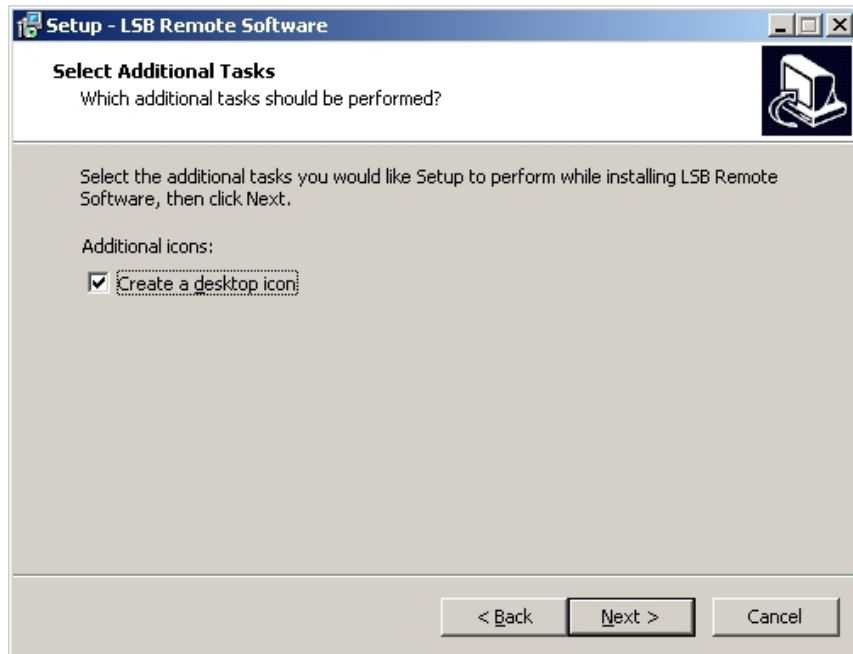 Setup - LSB Remote Software
Select Additional Tasks
Which additional tasks should be performed?
Select the additional tasks you would like Setup to perform while installing LSB Remote
Software, then click Next.
Additional icons:
Create a desktop icon
< Back Next > Cancel